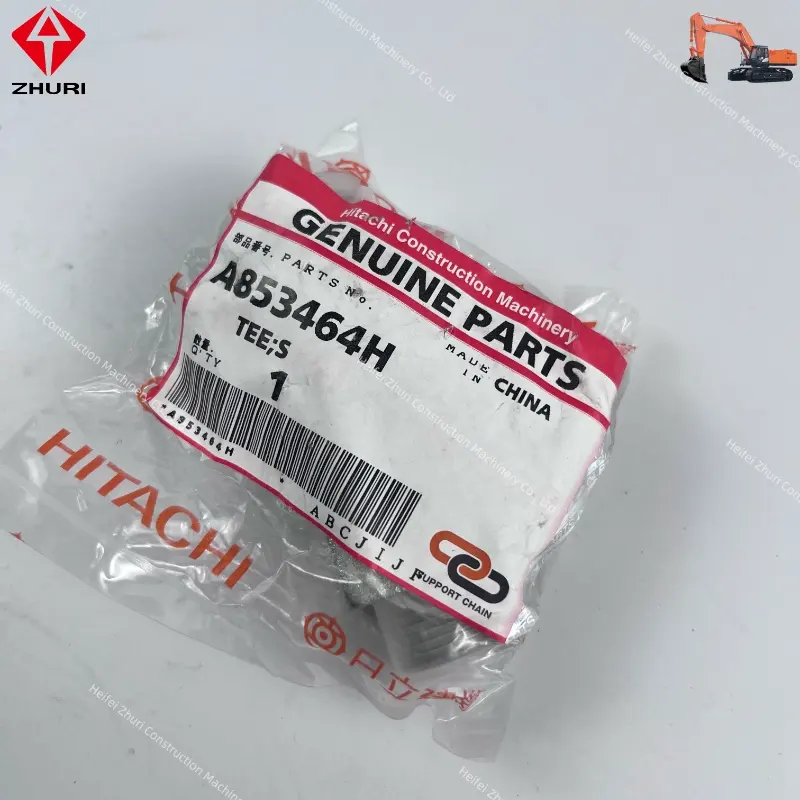 ZHURI
Heifei Zhuri Construction Machinery Co., Ltd
Hitachi Construction Machinery
GENUINE PARTS
部品番号. PARTS No.
A853464H
TEE;S
MADE IN CHINA
数量.
Q'TY
1
*A853464H*
ABCJIJF
SUPPORT CHAIN
HITACHI
日立